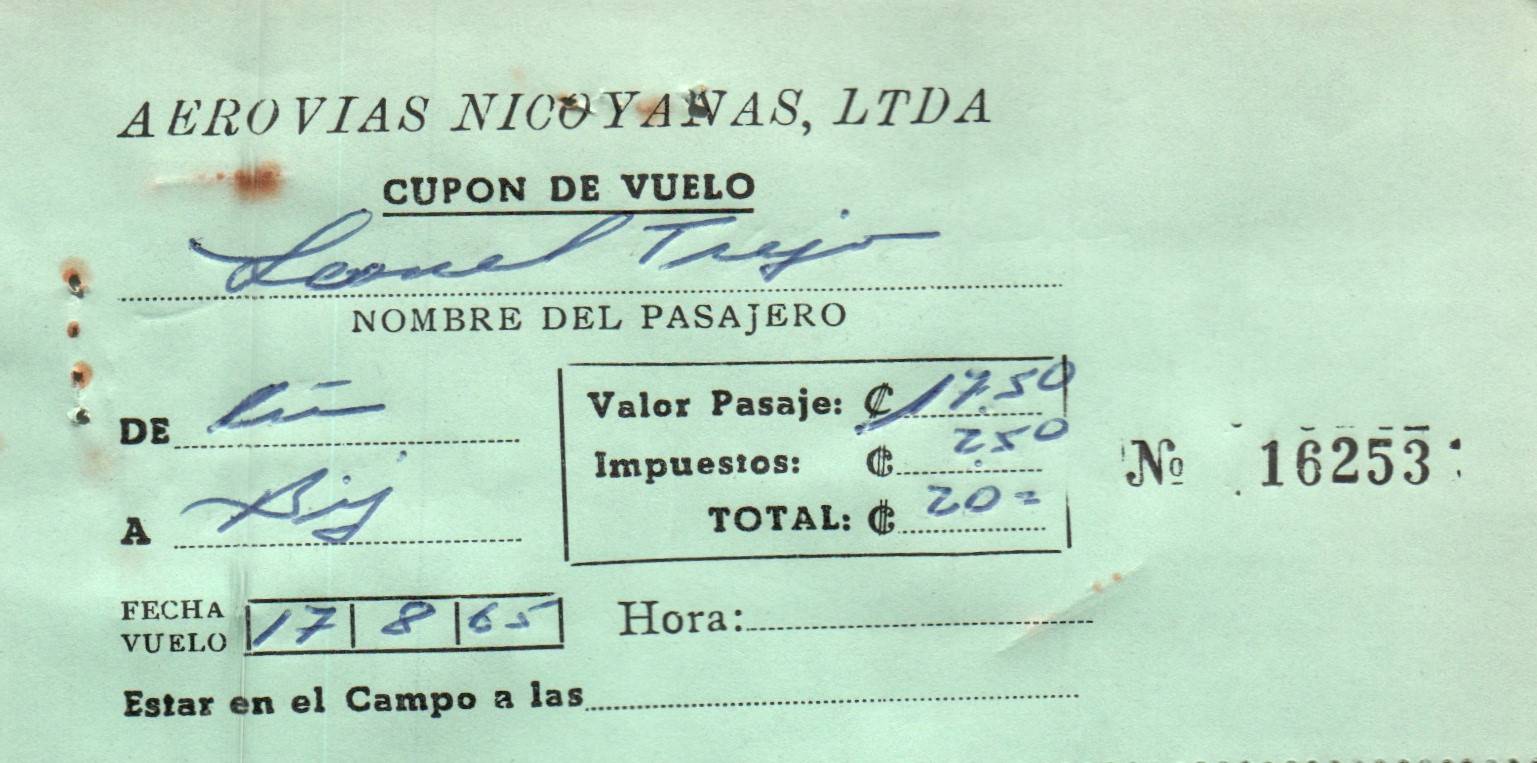 AEROVIAS NICOYANAS, LTDA
CUPON DE VUELO
Leonel Trejo
NOMBRE DEL PASAJERO
DE
A
Valor Pasaje: ₡ 17.50
Impuestos: ₡ 2.50
TOTAL: ₡ 20=
Nº 16253
FECHA VUELO 17 | 8 | 65
Hora:
Estar en el Campo a las